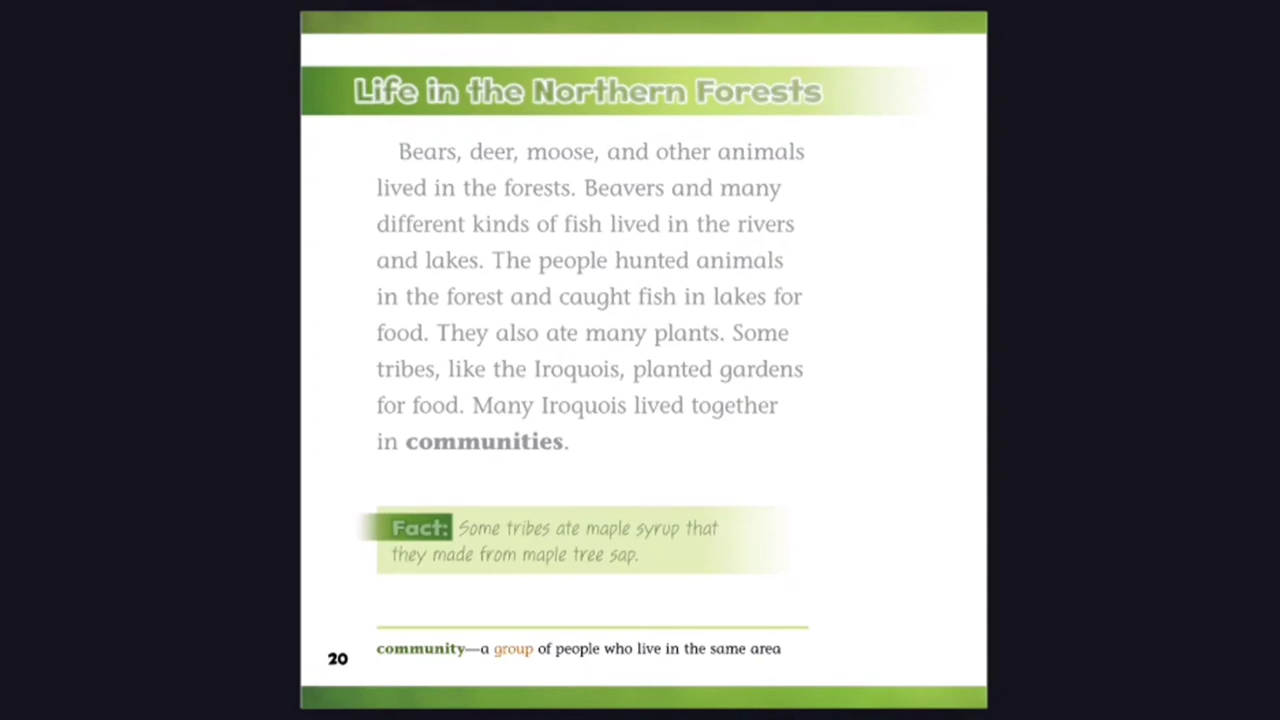 Life in the Northern Forests
Bears, deer, moose, and other animals
lived in the forests. Beavers and many
different kinds of fish lived in the rivers
and lakes. The people hunted animals
in the forest and caught fish in lakes for
food. They also ate many plants. Some
tribes, like the Iroquois, planted gardens
for food. Many Iroquois lived together
in communities.
Fact: Some tribes ate maple syrup that
they made from maple tree sap.
community—a group of people who live in the same area
20